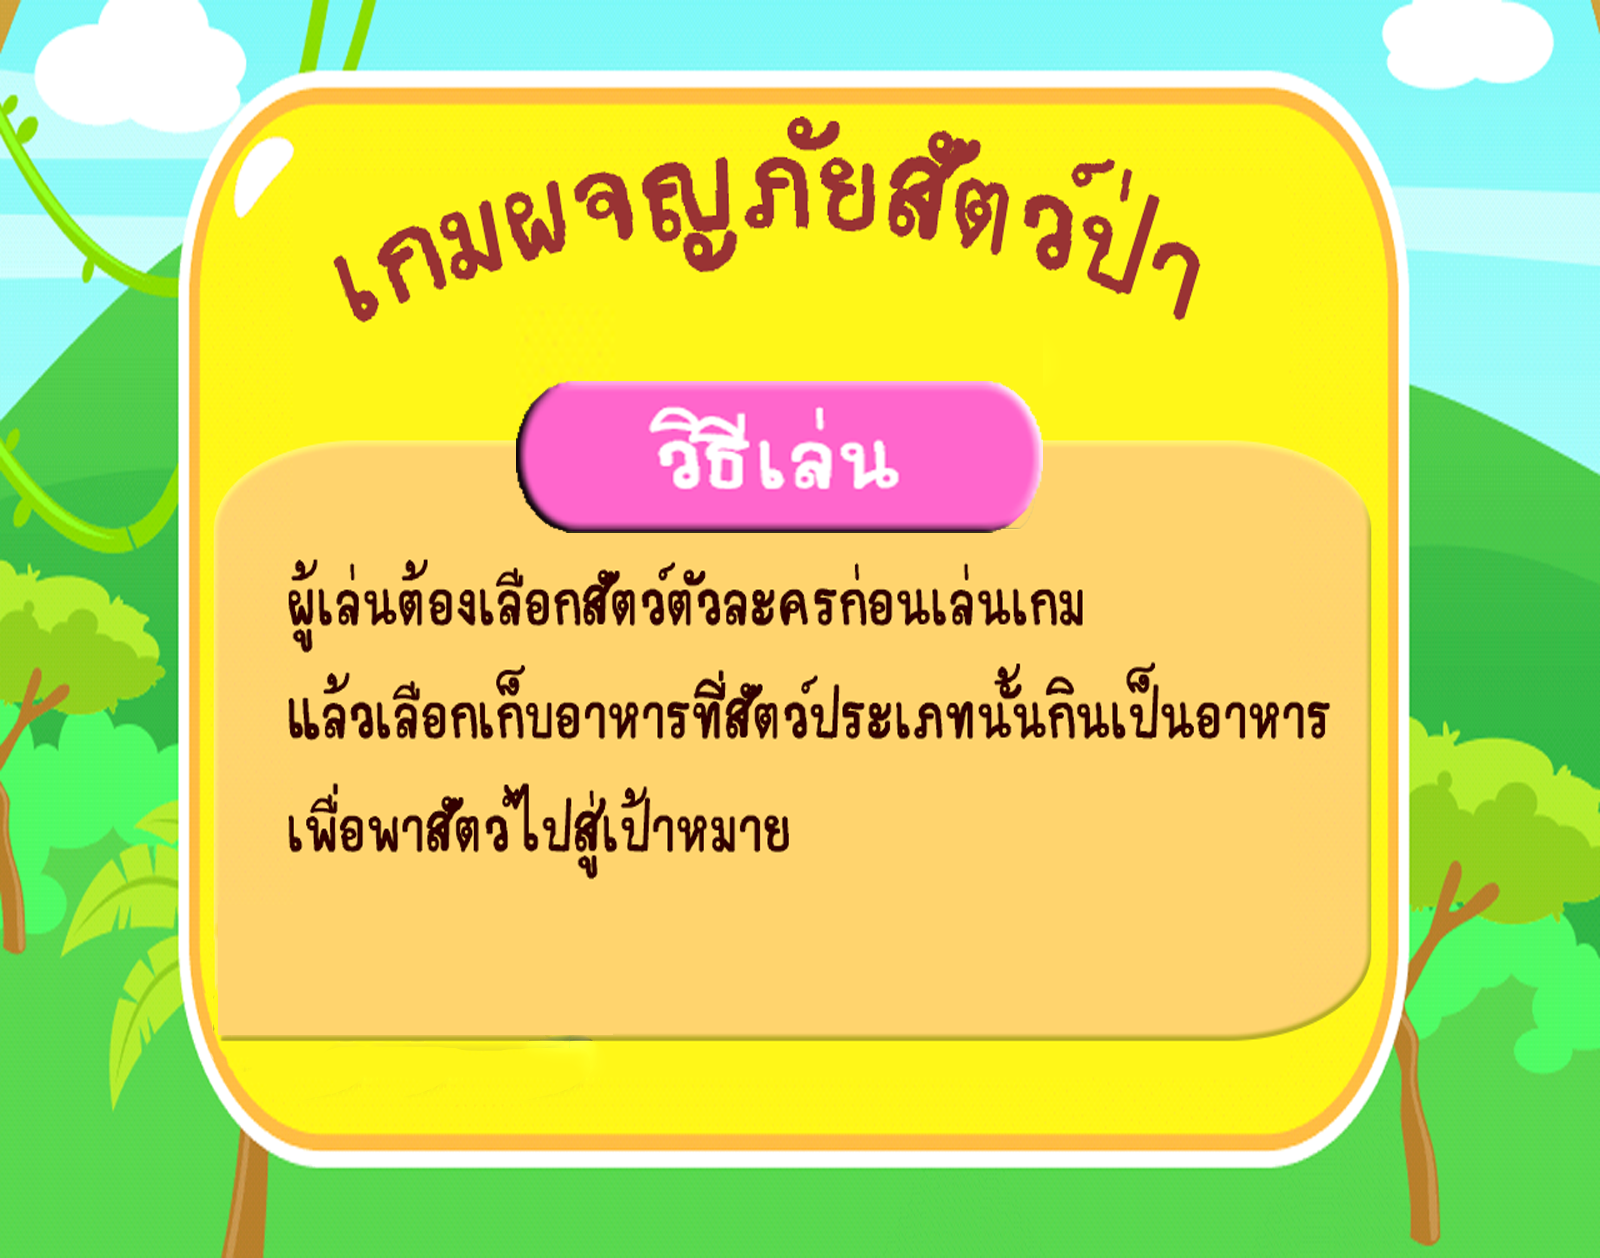 เกมผจญภัยสัตว์ป่า
วิธีเล่น
ผู้เล่นต้องเลือกสัตว์ตัวละครก่อนเล่นเกม
แล้วเลือกเก็บอาหารที่สัตว์ประเภทนั้นกินเป็นอาหาร
เพื่อพาสัตว์ไปสู่เป้าหมาย